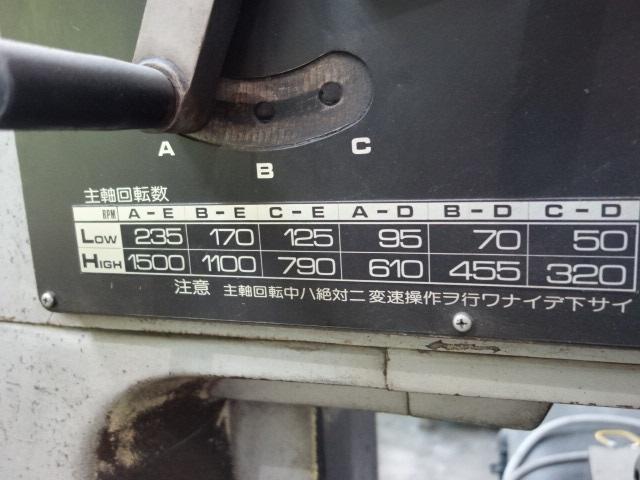 A
B
C
主軸回転数
RPM A-E B-E C-E A-D B-D C-D
LOW 235 170 125 95 70 50
HIGH 1500 1100 790 610 455 320
注意 主軸回転中ハ絶対ニ変速操作ヲ行ワナイデ下サイ